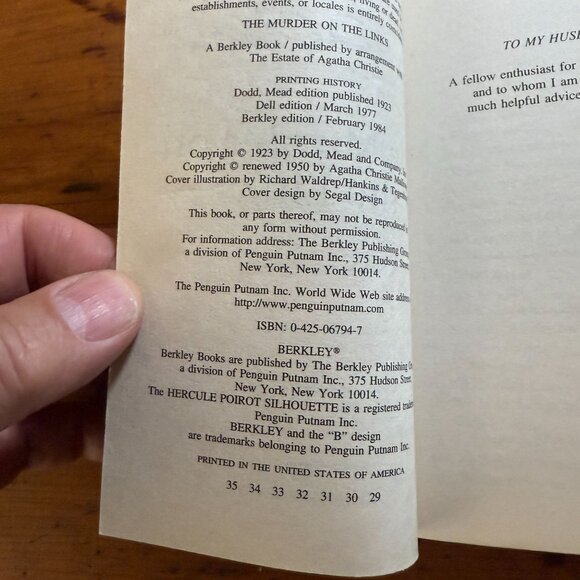 living or dead,
establishments, events, or locales is entirely
THE MURDER ON THE LINKS
A Berkley Book / published by arrangement
The Estate of Agatha Christie
PRINTING HISTORY
Dodd, Mead edition published 1923
Dell edition / March 1977
Berkley edition / February 1984
All rights reserved.
Copyright © 1923 by Dodd, Mead and Company,
Copyright © renewed 1950 by Agatha Christie
Cover illustration by Richard Waldrep/Hankins &
Cover design by Segal Design
This book, or parts thereof, may not be reproduced
any form without permission.
For information address: The Berkley Publishing
a division of Penguin Putnam Inc., 375 Hudson Street,
New York, New York 10014.
The Penguin Putnam Inc. World Wide Web site
http://www.penguinputnam.com
ISBN: 0-425-06794-7
BERKLEY®
Berkley Books are published by The Berkley Publishing
a division of Penguin Putnam Inc., 375 Hudson Street,
New York, New York 10014.
The HERCULE POIROT SILHOUETTE is a registered
Penguin Putnam Inc.
BERKLEY and the "B" design
are trademarks belonging to Penguin Putnam Inc.
PRINTED IN THE UNITED STATES OF AMERICA
35 34 33 32 31 30 29
TO MY
A fellow enthusiast for
and to whom I am
much helpful advice